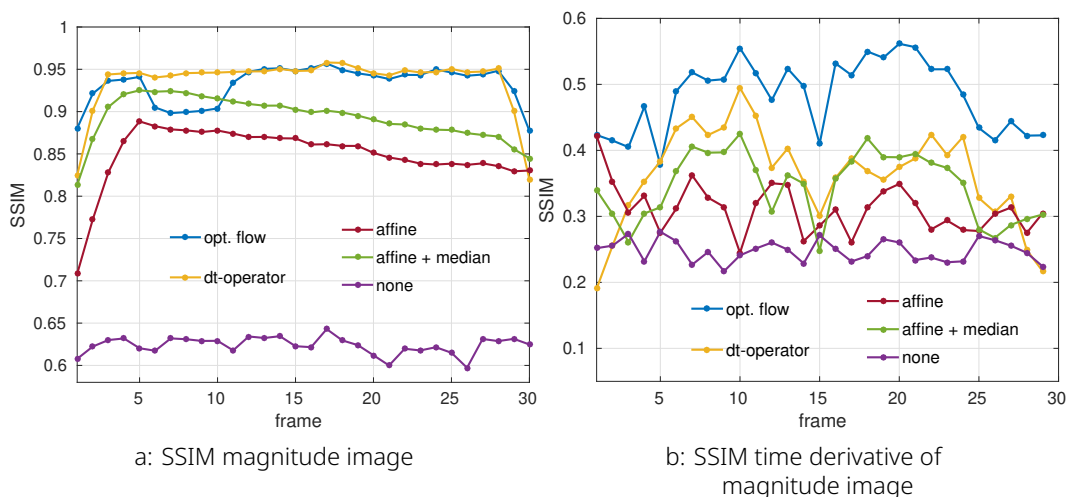 1
0.95
0.9
0.85
0.8
0.75
0.7
0.65
0.6
SSIM
opt. flow
dt-operator
affine
affine + median
none
5
10
15
20
25
30
frame
a: SSIM magnitude image
0.6
0.5
0.4
0.3
0.2
0.1
SSIM
opt. flow
dt-operator
affine
affine + median
none
5
10
15
20
25
30
frame
b: SSIM time derivative of
magnitude image